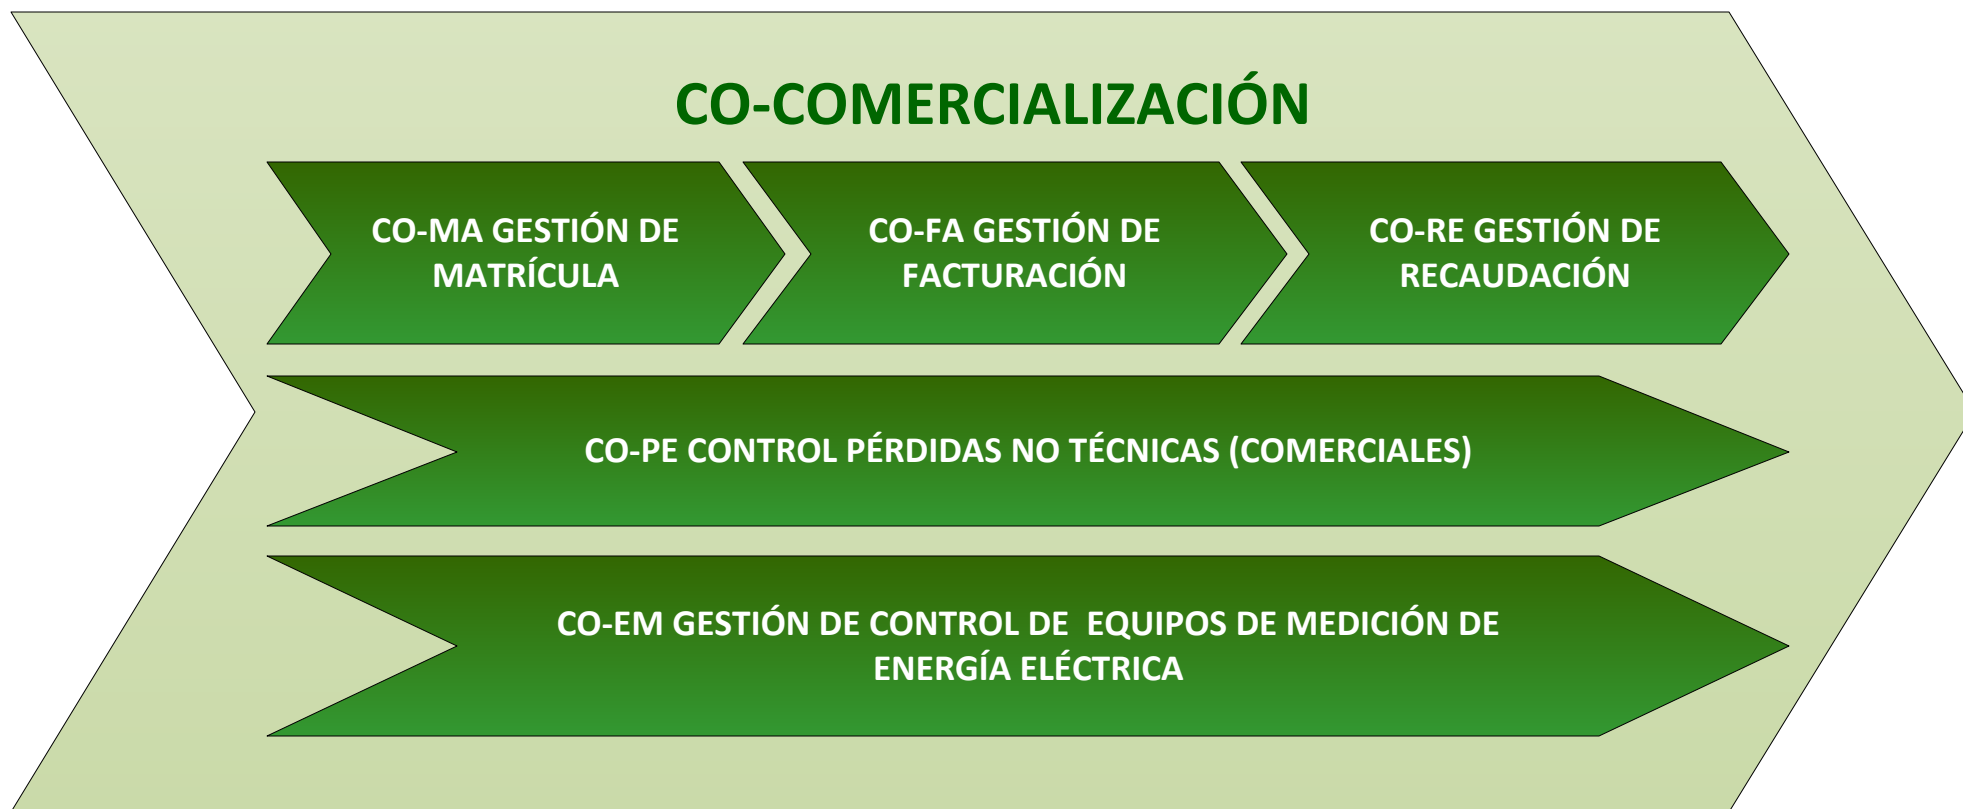 CO-COMERCIALIZACIÓN
CO-MA GESTIÓN DE
MATRÍCULA
CO-FA GESTIÓN DE
FACTURACIÓN
CO-RE GESTIÓN DE
RECAUDACIÓN
CO-PE CONTROL PÉRDIDAS NO TÉCNICAS (COMERCIALES)
CO-EM GESTIÓN DE CONTROL DE  EQUIPOS DE MEDICIÓN DE
ENERGÍA ELÉCTRICA